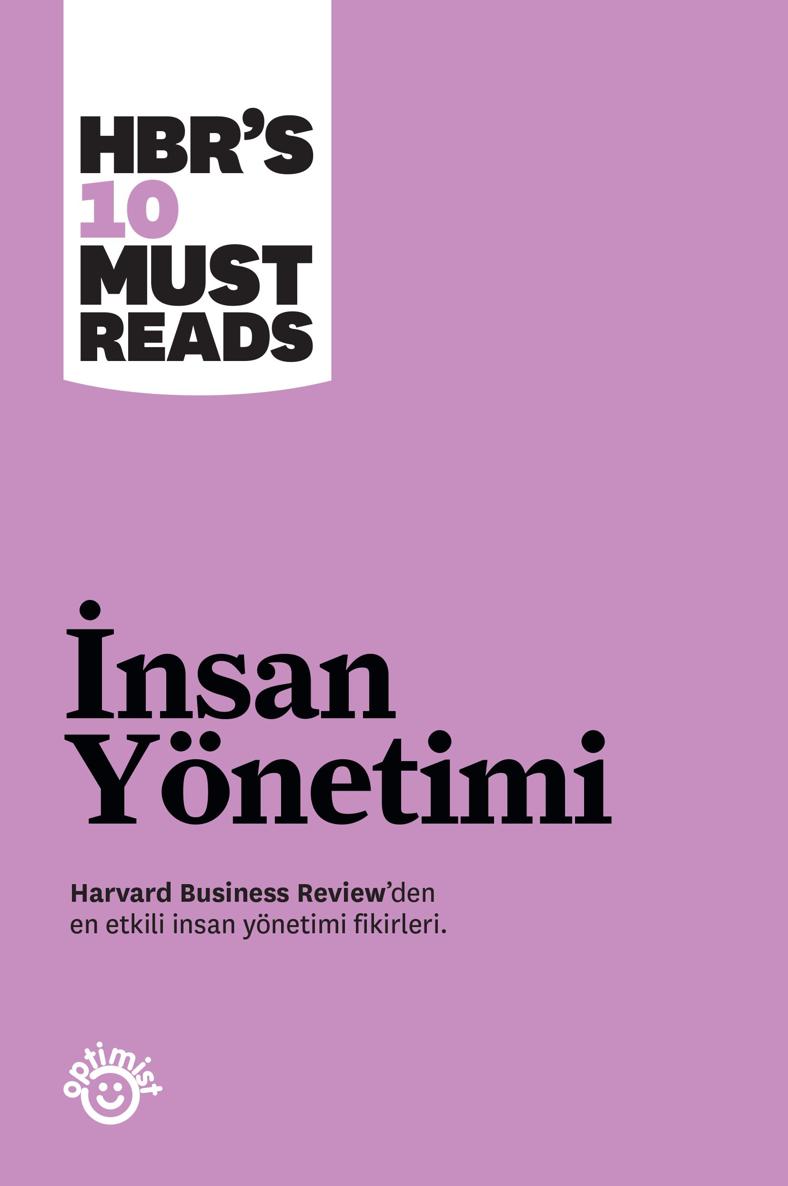 HBR’S
10
MUST
READS
İnsan
Yönetimi
Harvard Business Review’den
en etkili insan yönetimi fikirleri.
optimist